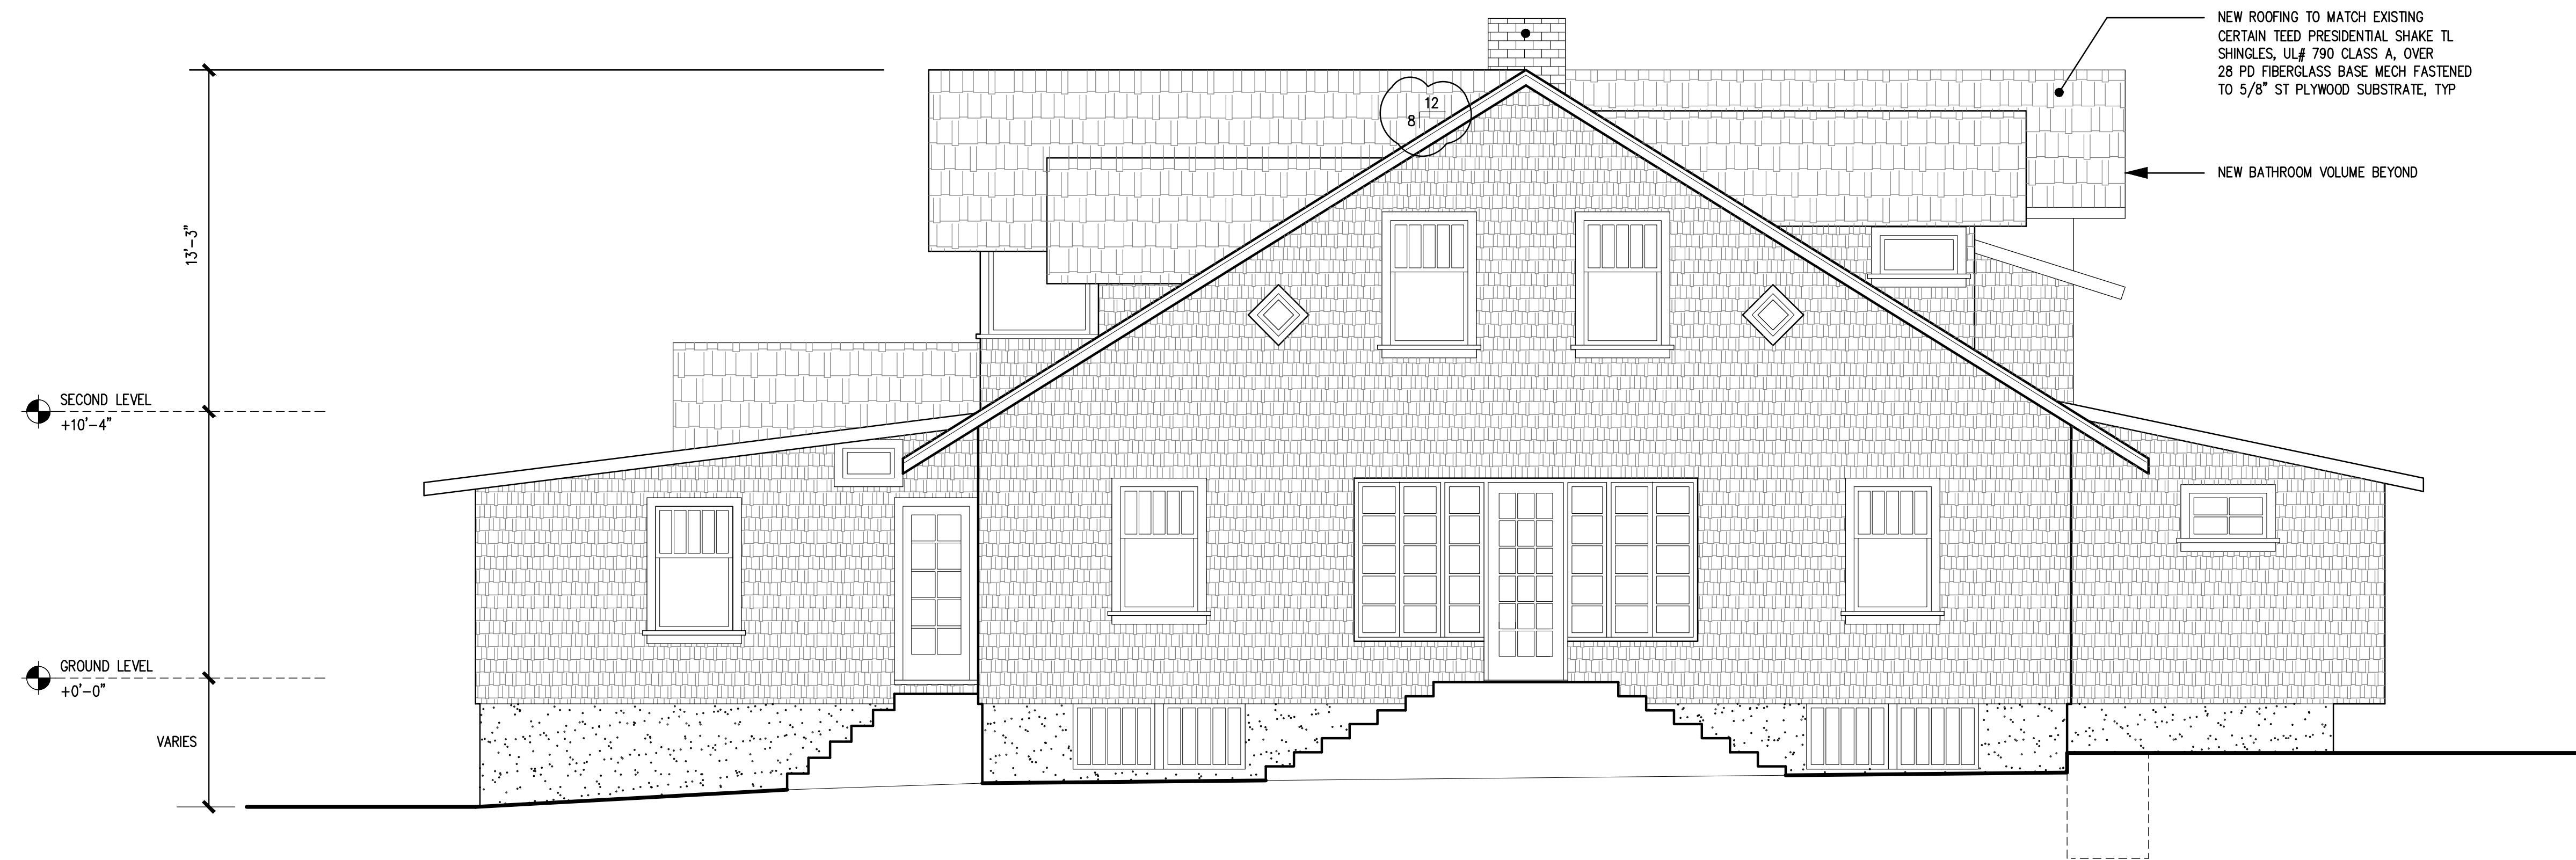 NEW ROOFING TO MATCH EXISTING
CERTAIN TEED PRESIDENTIAL SHAKE TL
SHINGLES, UL# 790 CLASS A, OVER
28 PD FIBERGLASS BASE MECH FASTENED
TO 5/8" ST PLYWOOD SUBSTRATE, TYP
12
8
NEW BATHROOM VOLUME BEYOND
13'-3"
SECOND LEVEL
+10'-4"
GROUND LEVEL
+0'-0"
VARIES